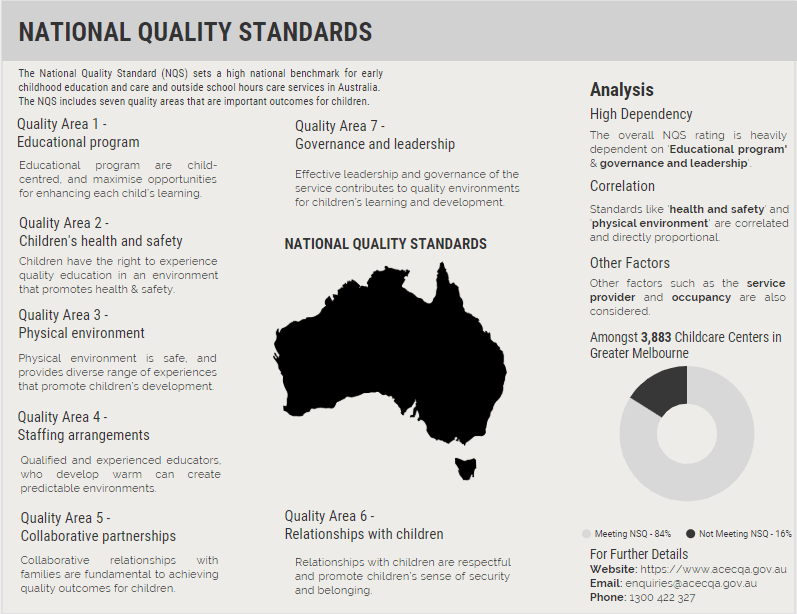 NATIONAL QUALITY STANDARDS
The National Quality Standard (NQS) sets a high national benchmark for early
childhood education and care and outside school hours care services in Australia.
The NQS includes seven quality areas that are important outcomes for children.
Quality Area 1 -
Educational program
Educational program are child-
centred, and maximise opportunities
for enhancing each child's learning.
Quality Area 2 -
Children's health and safety
Children have the right to experience
quality education in an environment
that promotes health & safety.
Quality Area 3 -
Physical environment
Physical environment is safe, and
provides diverse range of experiences
that promote children's development.
Quality Area 4 -
Staffing arrangements
Qualified and experienced educators,
who develop warm can create
predictable environments.
Quality Area 5 -
Collaborative partnerships
Collaborative relationships with
families are fundamental to achieving
quality outcomes for children.
Quality Area 7 -
Governance and leadership
Effective leadership and governance of the
service contributes to quality environments
for children's learning and development.
NATIONAL QUALITY STANDARDS
Quality Area 6 -
Relationships with children
Relationships with children are respectful
and promote children's sense of security
and belonging.
Analysis
High Dependency
The overall NQS rating is heavily
dependent on 'Educational program'
& governance and leadership'.
Correlation
Standards like 'health and safety' and
'physical environment' are correlated
and directly proportional.
Other Factors
Other factors such as the service
provider and occupancy are also
considered.
Amongst 3,883 Childcare Centers in
Greater Melbourne
Meeting NSQ - 84%
Not Meeting NSQ - 16%
For Further Details
Website: https://www.acecqa.gov.au
Email: enquiries@acecqa.gov.au
Phone: 1300 422 327